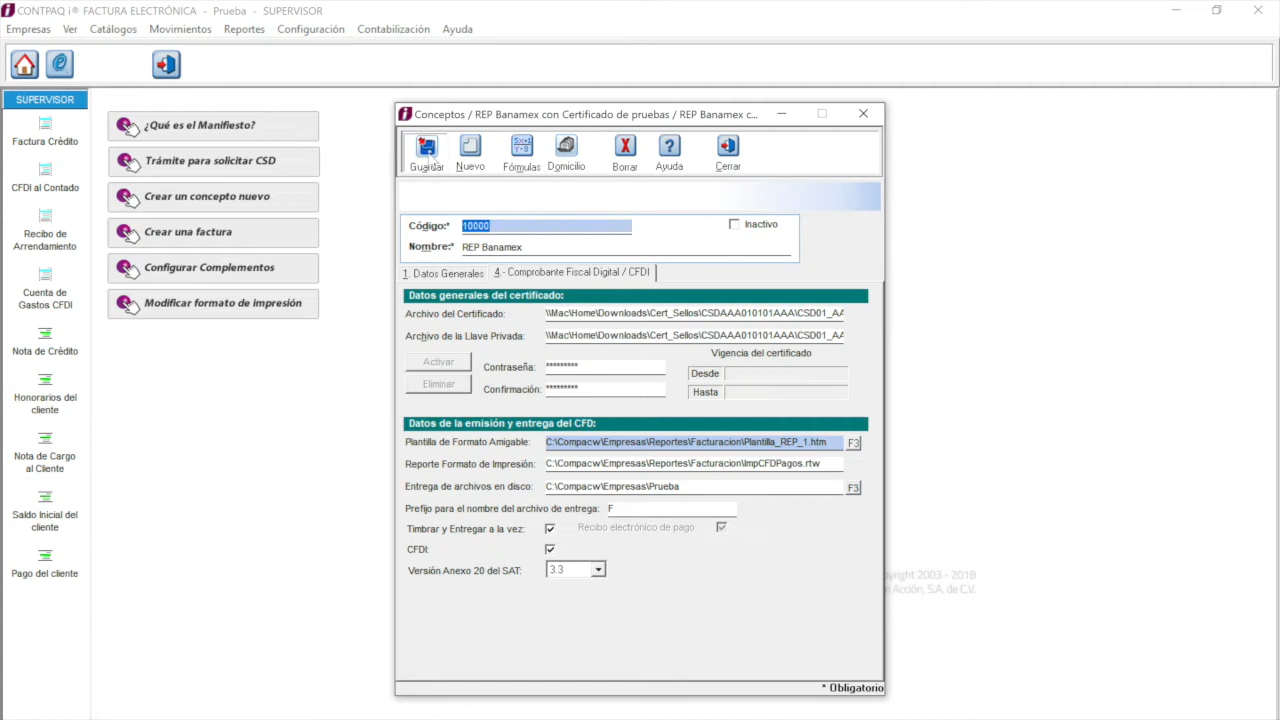 CONTPAQ i® FACTURA ELECTRÓNICA - Prueba - SUPERVISOR
Empresas Ver Catálogos Movimientos Reportes Configuración Contabilización Ayuda
SUPERVISOR
Factura Crédito
CFDI al Contado
Recibo de
Arrendamiento
Cuenta de
Gastos CFDI
Nota de Crédito
Honorarios del
cliente
Nota de Cargo
al Cliente
Saldo Inicial del
cliente
Pago del cliente
¿Qué es el Manifiesto?
Trámite para solicitar CSD
Crear un concepto nuevo
Crear una factura
Configurar Complementos
Modificar formato de impresión
Conceptos / REP Banamex con Certificado de pruebas / REP Banamex c...
Guardar Nuevo Fórmulas Domicilio Borrar Ayuda Cerrar
Código:* 10000 Inactivo
Nombre:* REP Banamex
1. Datos Generales 4.- Comprobante Fiscal Digital / CFDI
Datos generales del certificado:
Archivo del Certificado: \\Mac\Home\Downloads\Cert_Sellos\CSDAAA010101AAA\CSD01_AA
Archivo de la Llave Privada: \\Mac\Home\Downloads\Cert_Sellos\CSDAAA010101AAA\CSD01_AA
Vigencia del certificado
Activar Contraseña: ********* Desde
Eliminar Confirmación: ********* Hasta
Datos de la emisión y entrega del CFD:
Plantilla de Formato Amigable: C:\Compacw\Empresas\Reportes\Facturacion\Plantilla_REP_1.htm F3
Reporte Formato de Impresión: C:\Compacw\Empresas\Reportes\Facturacion\ImpCFDPagos.rtw
Entrega de archivos en disco: C:\Compacw\Empresas\Prueba F3
Prefijo para el nombre del archivo de entrega: F
Timbrar y Entregar a la vez: Recibo electrónico de pago
CFDI:
Versión Anexo 20 del SAT: 3.3
* Obligatorio
yright 2003 - 2018
n Acción, S.A. de C.V.